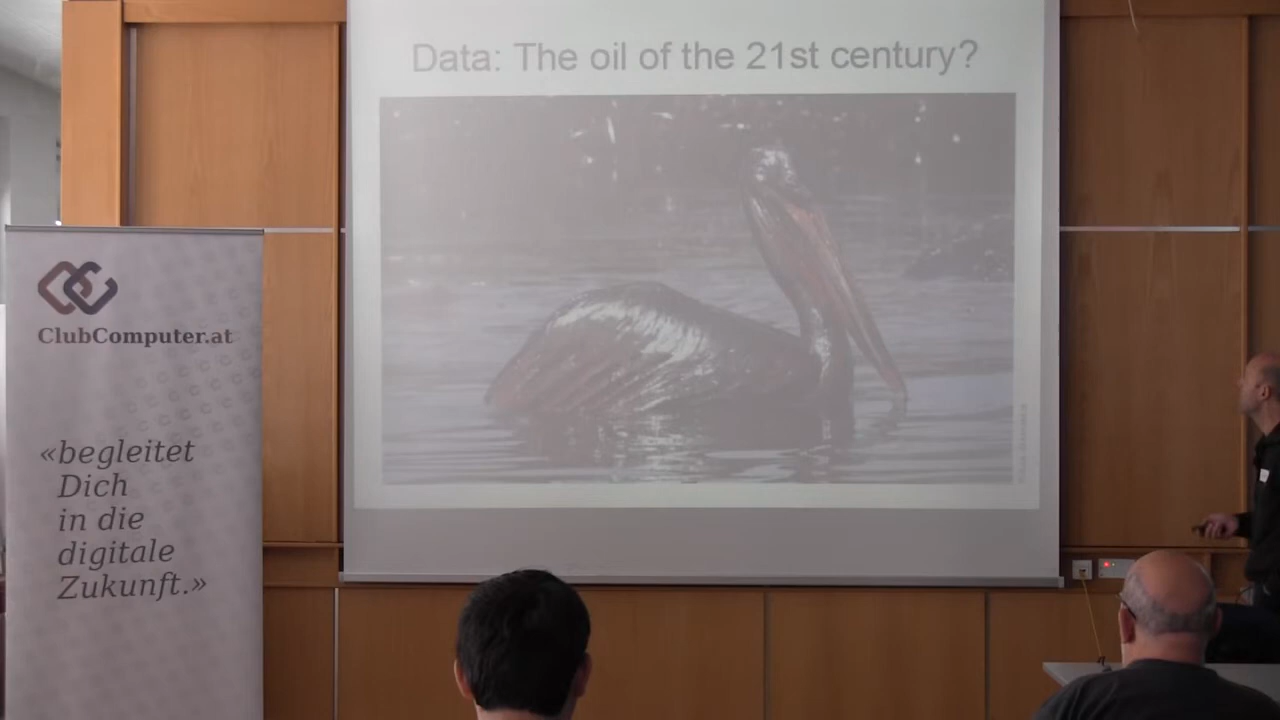 Data: The oil of the 21st century?
ClubComputer.at
«begleitet
Dich
in die
digitale
Zukunft.»